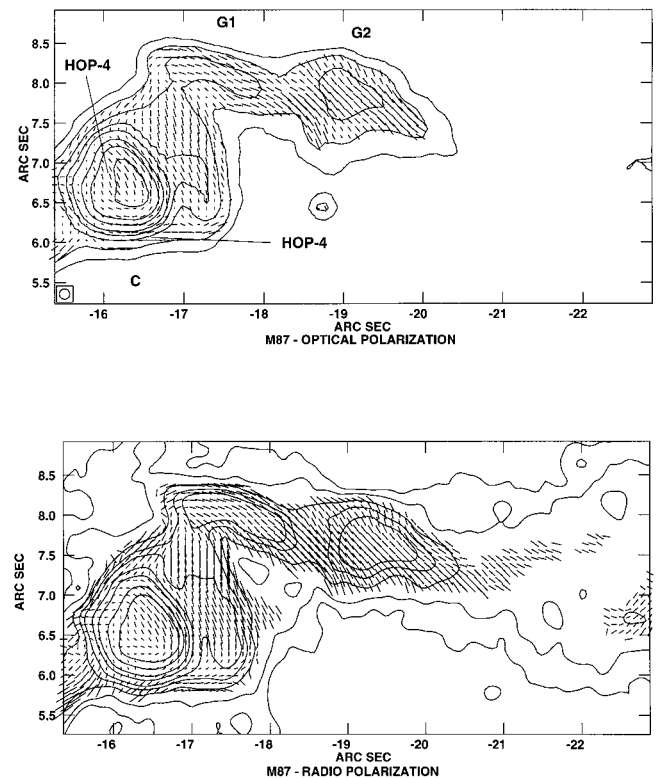 G1
G2
8.5
HOP-4
8.0
7.5
ARC SEC
7.0
6.5
HOP-4
6.0
C
5.5
-16 -17 -18 -19 -20 -21 -22
ARC SEC
M87 - OPTICAL POLARIZATION
8.5
8.0
7.5
ARC SEC
7.0
6.5
6.0
5.5
-16 -17 -18 -19 -20 -21 -22
ARC SEC
M87 - RADIO POLARIZATION